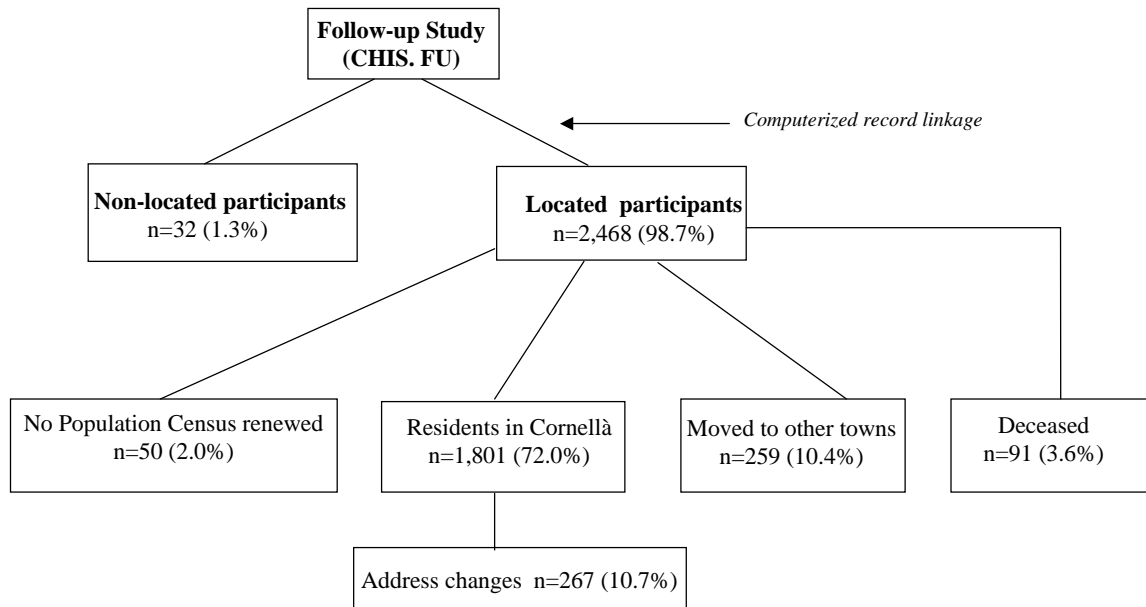 Follow-up Study
(CHIS. FU)
Computerized record linkage
Non-located participants
n=32 (1.3%)
Located participants
n=2,468 (98.7%)
No Population Census renewed
n=50 (2.0%)
Residents in Cornellà
n=1,801 (72.0%)
Moved to other towns
n=259 (10.4%)
Deceased
n=91 (3.6%)
Address changes n=267 (10.7%)